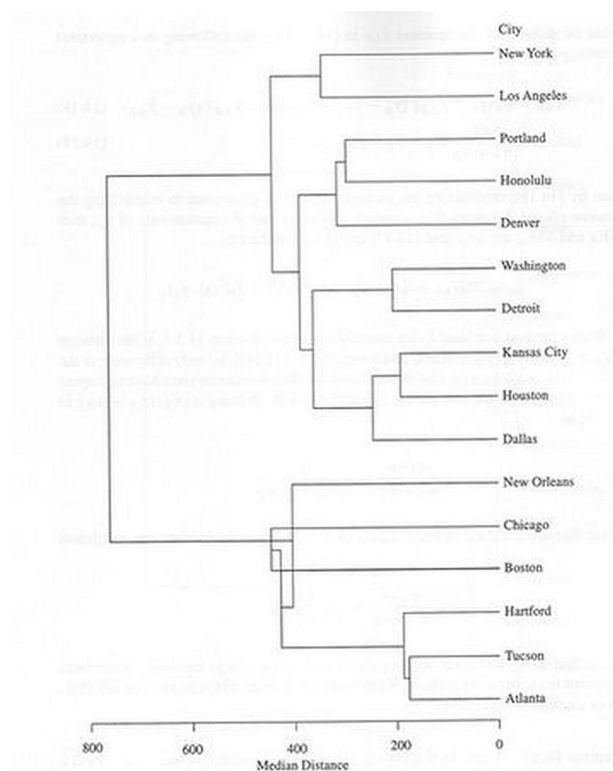 City
New York
Los Angeles
Portland
Honolulu
Denver
Washington
Detroit
Kansas City
Houston
Dallas
New Orleans
Chicago
Boston
Hartford
Tucson
Atlanta
800 600 400 200 0
Median Distance